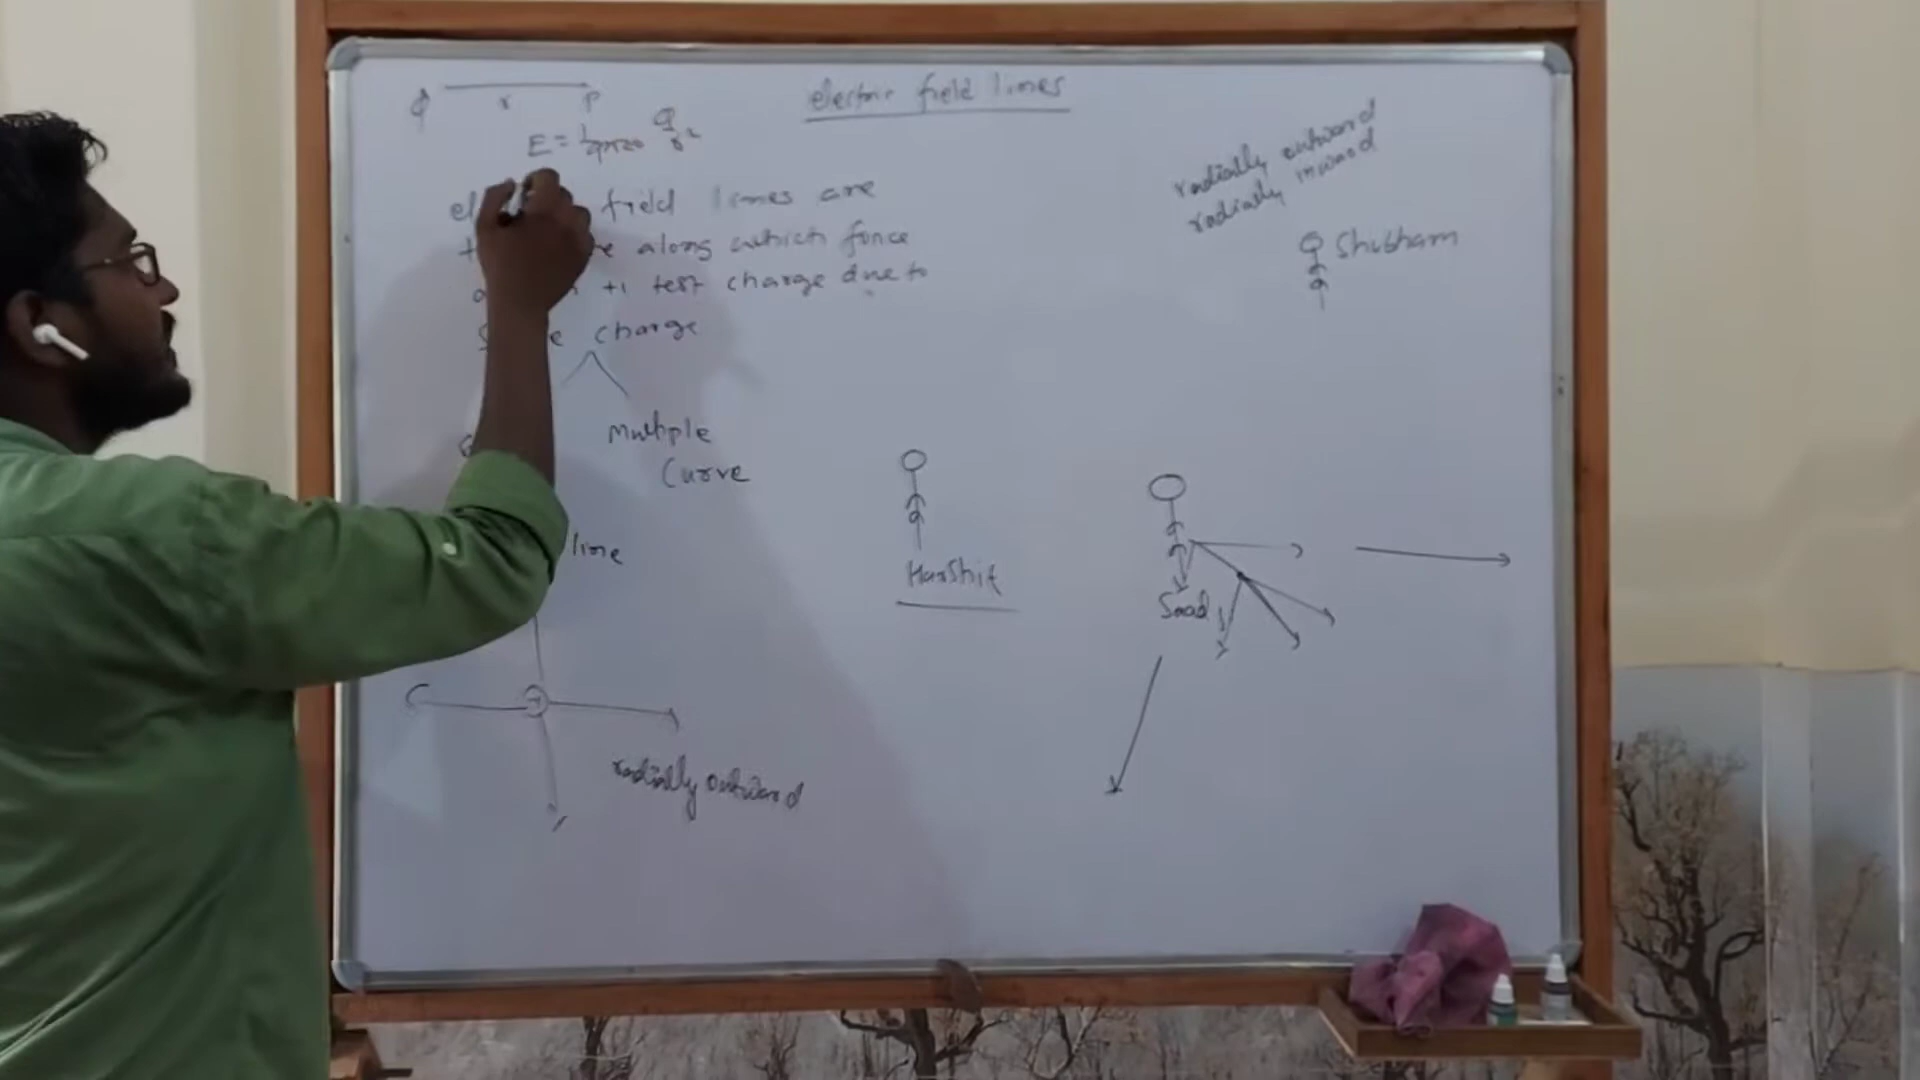 electric field lines
Q r P
E = 1/4πε0 Q/r²
field lines are
along which force
+1 test charge due to
charge
Multiple
Curve
line
radially outward
radially outward
radially inward
Shibham
Harshit
Saad